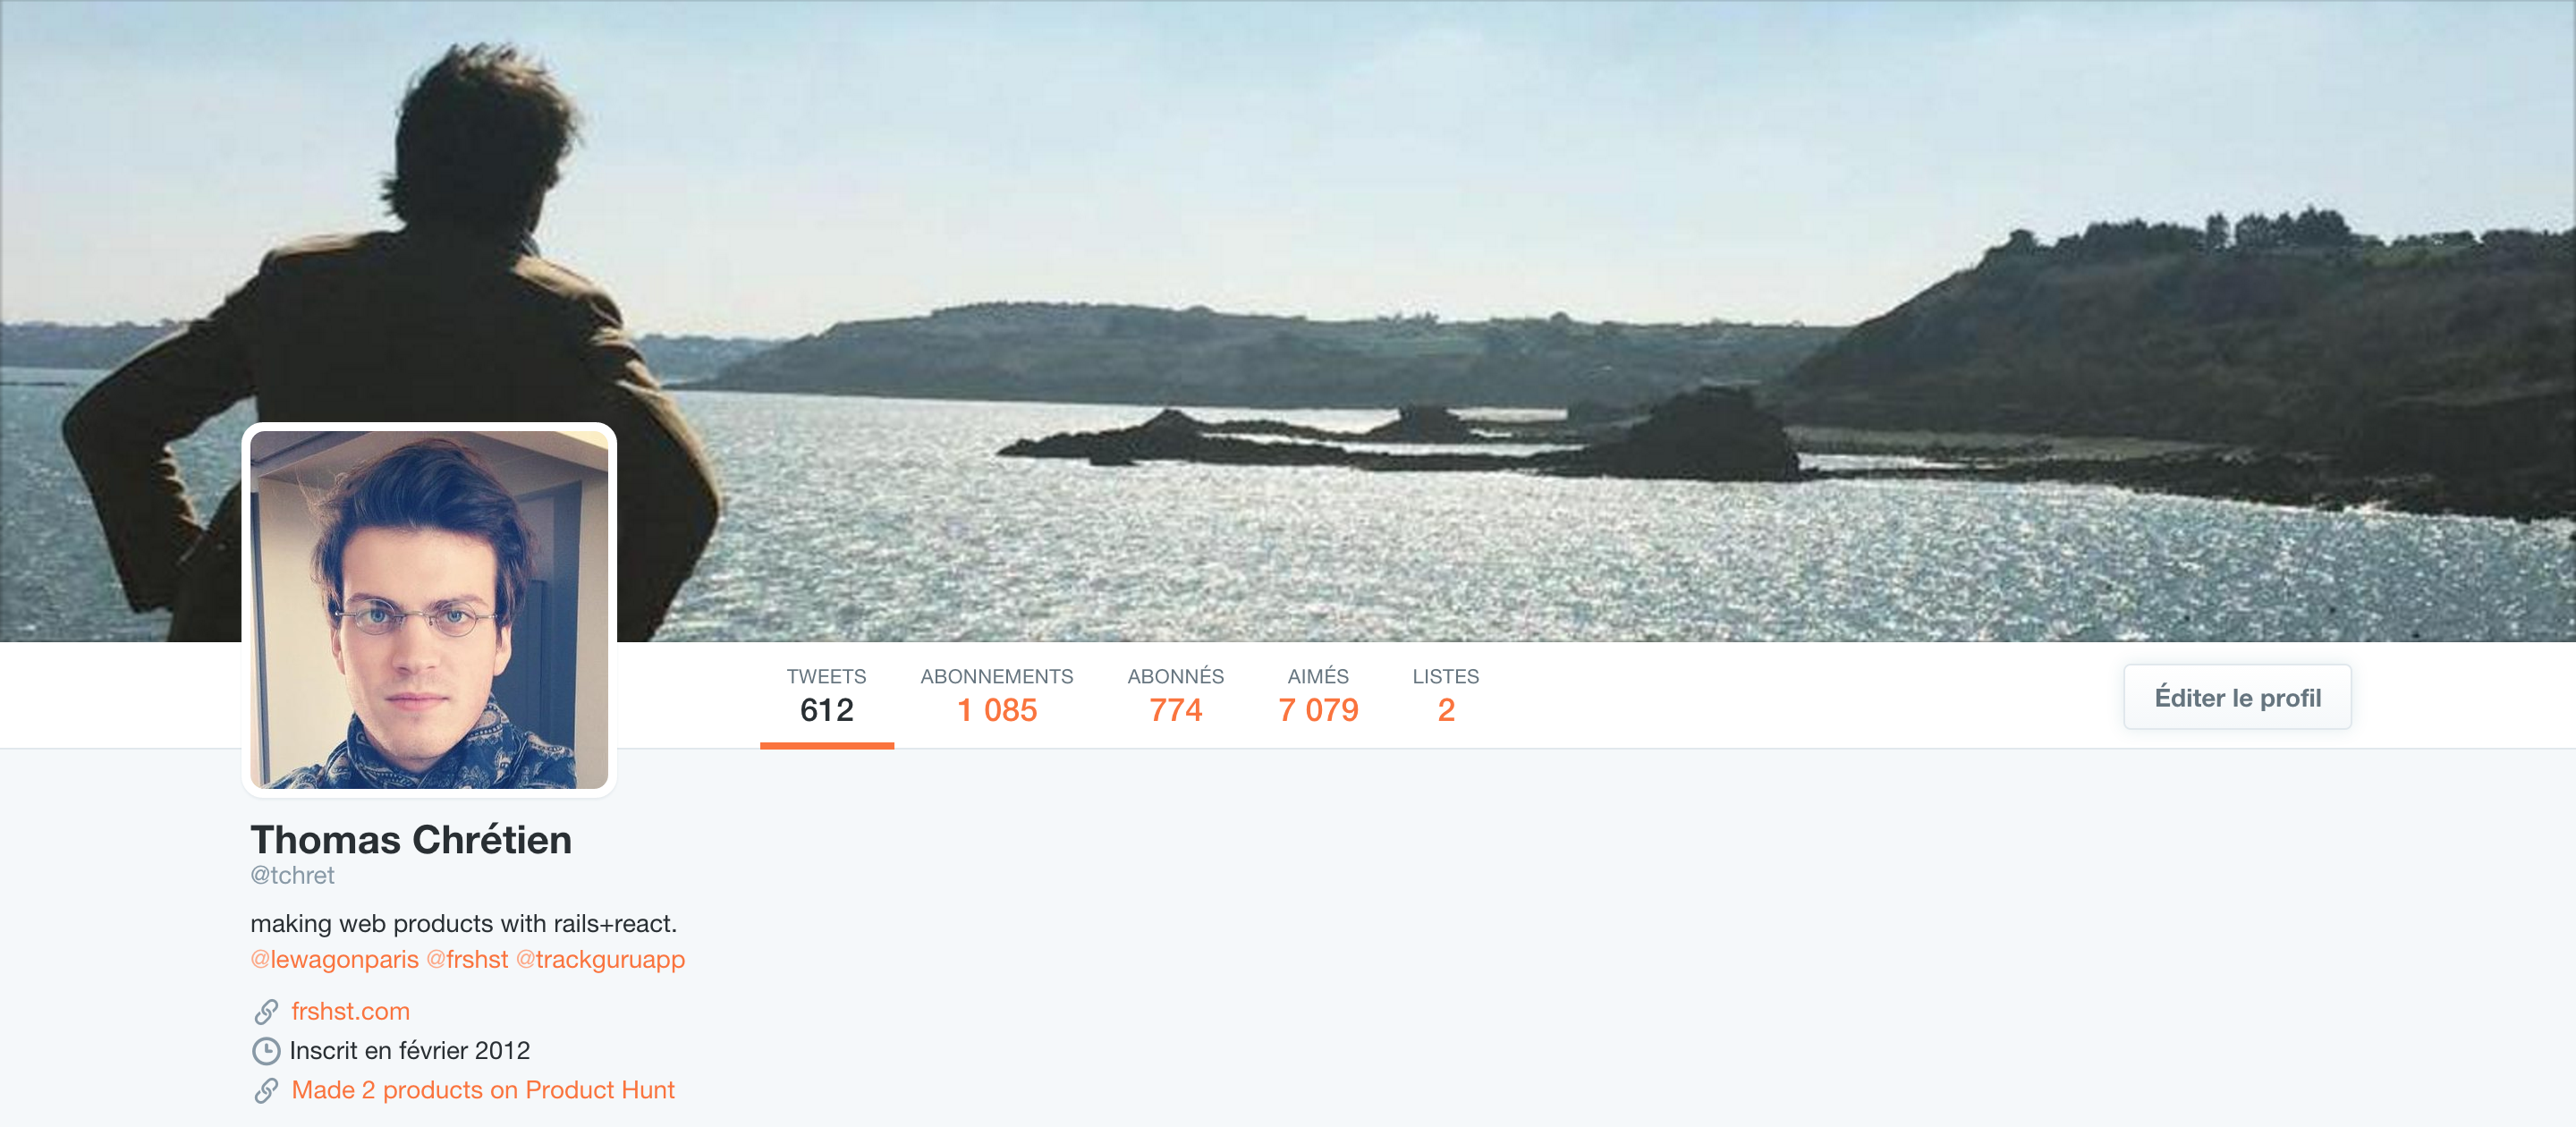 TWEETS ABONNEMENTS ABONNÉS AIMÉS LISTES
612 1 085 774 7 079 2
Éditer le profil
Thomas Chrétien
@tchret
making web products with rails+react.
@lewagonparis @frshst @trackguruapp
frshst.com
Inscrit en février 2012
Made 2 products on Product Hunt